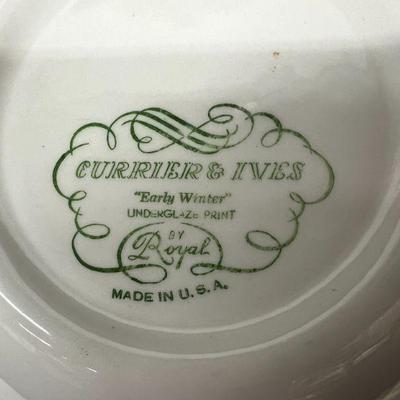 CURRIER & IVES
"Early Winter"
UNDERGLAZE PRINT
BY
Royal
MADE IN U.S.A.